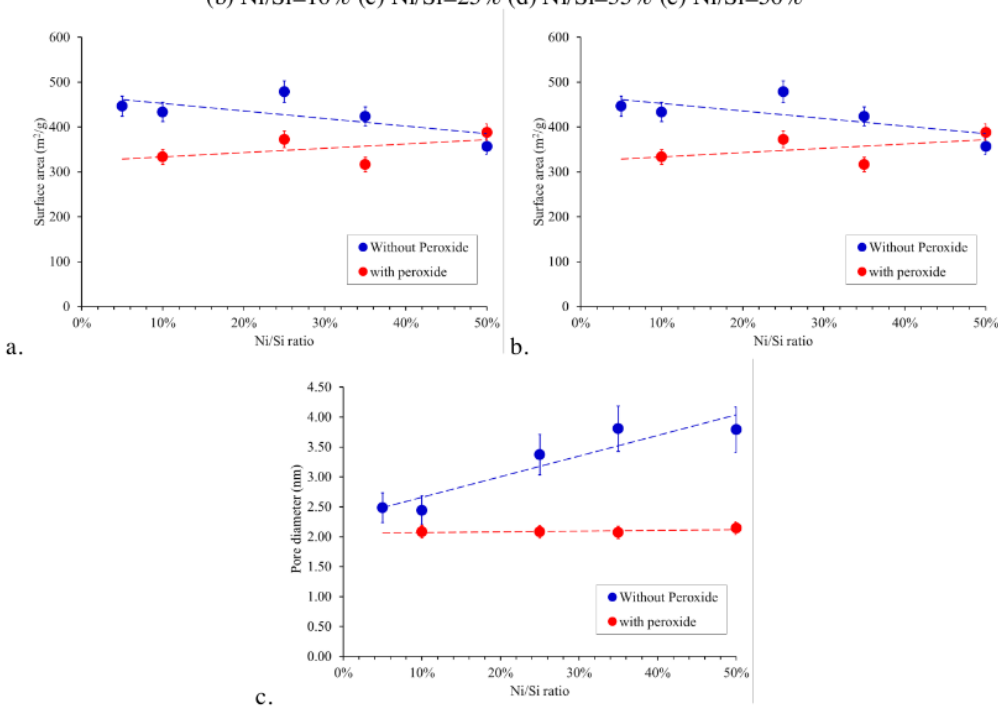 600
500
400
300
200
100
0
Surface area (m²/g)
Without Peroxide
with peroxide
0% 10% 20% 30% 40% 50%
Ni/Si ratio
a.
600
500
400
300
200
100
0
Surface area (m²/g)
Without Peroxide
with peroxide
0% 10% 20% 30% 40% 50%
Ni/Si ratio
b.
4.50
4.00
3.50
3.00
2.50
2.00
1.50
1.00
0.50
0.00
Pore diameter (nm)
Without Peroxide
with peroxide
0% 10% 20% 30% 40% 50%
Ni/Si ratio
c.